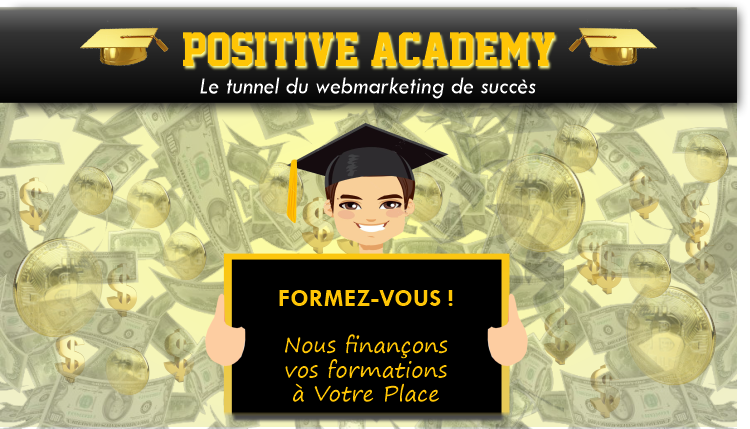 POSITIVE ACADEMY
Le tunnel du webmarketing de succès
FORMEZ-VOUS !
Nous finançons
vos formations
à Votre Place